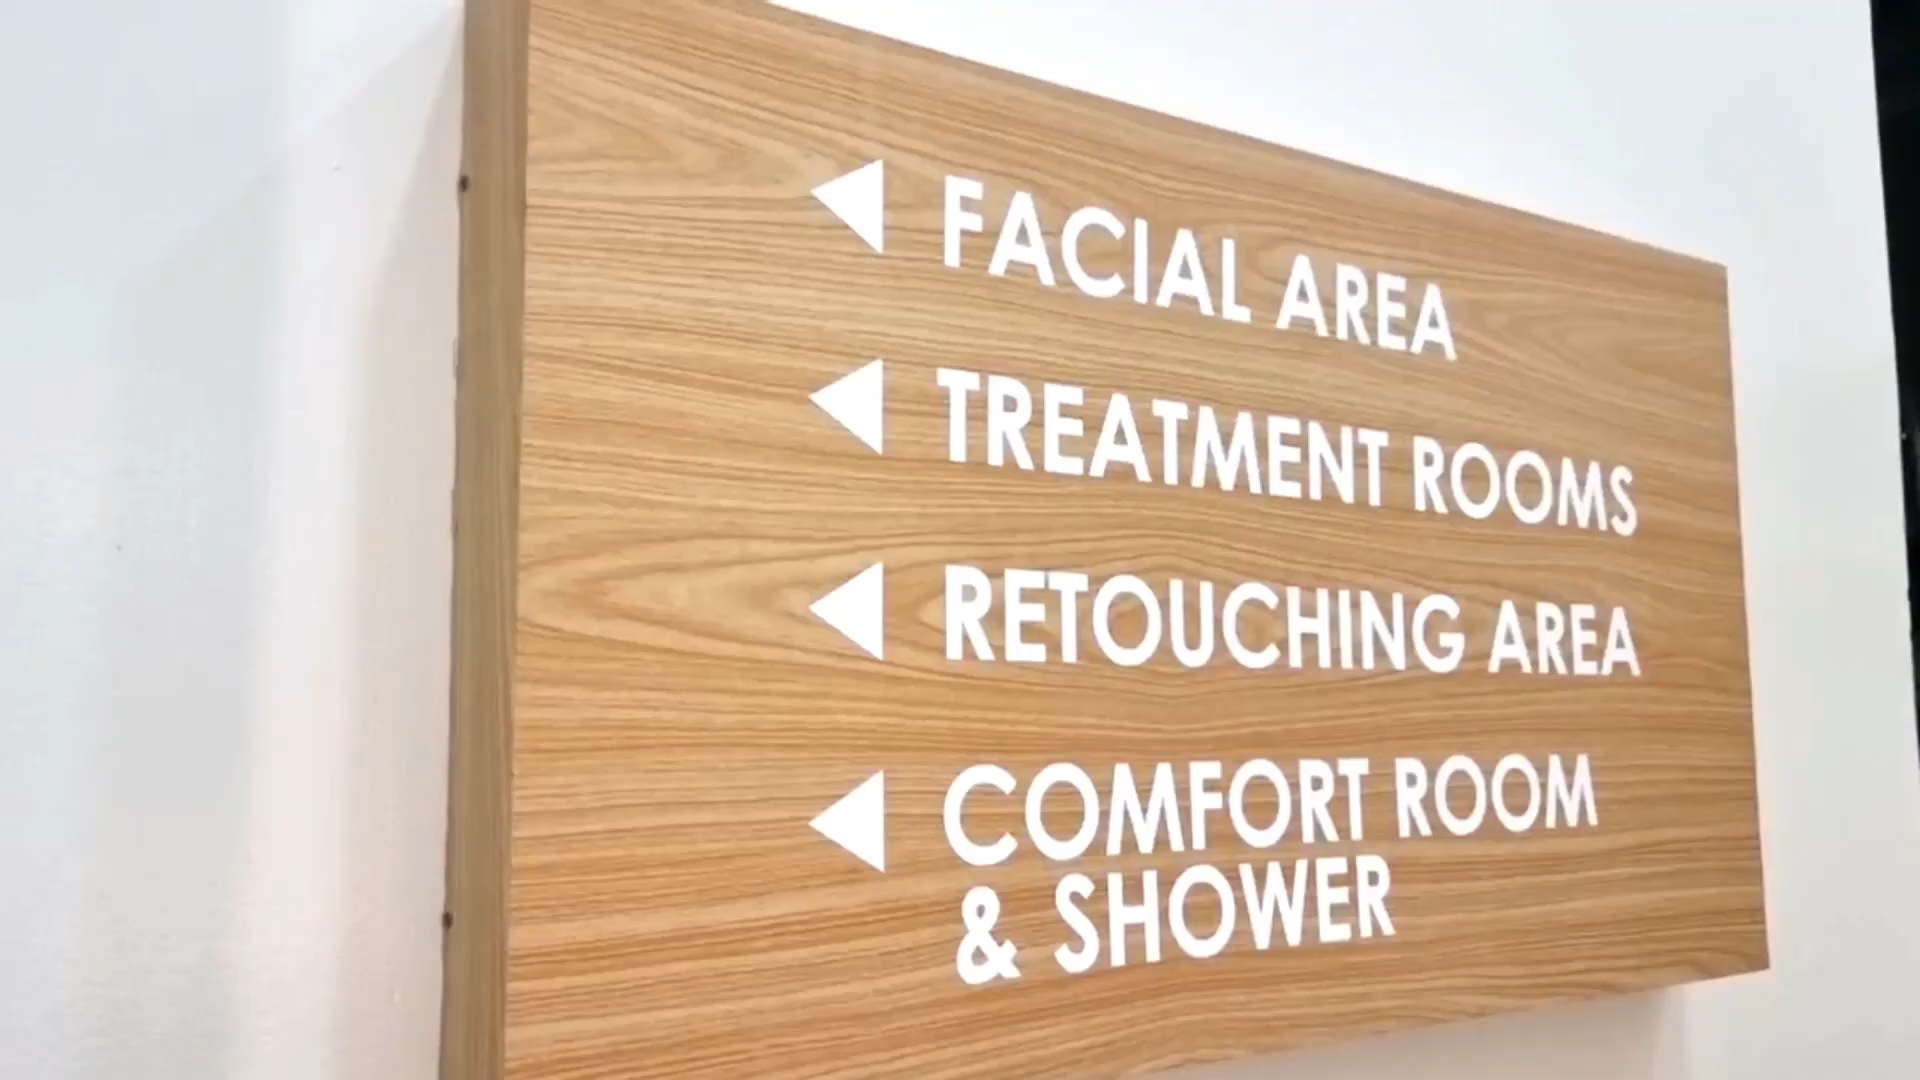 FACIAL AREA
TREATMENT ROOMS
RETOUCHING AREA
COMFORT ROOM
& SHOWER